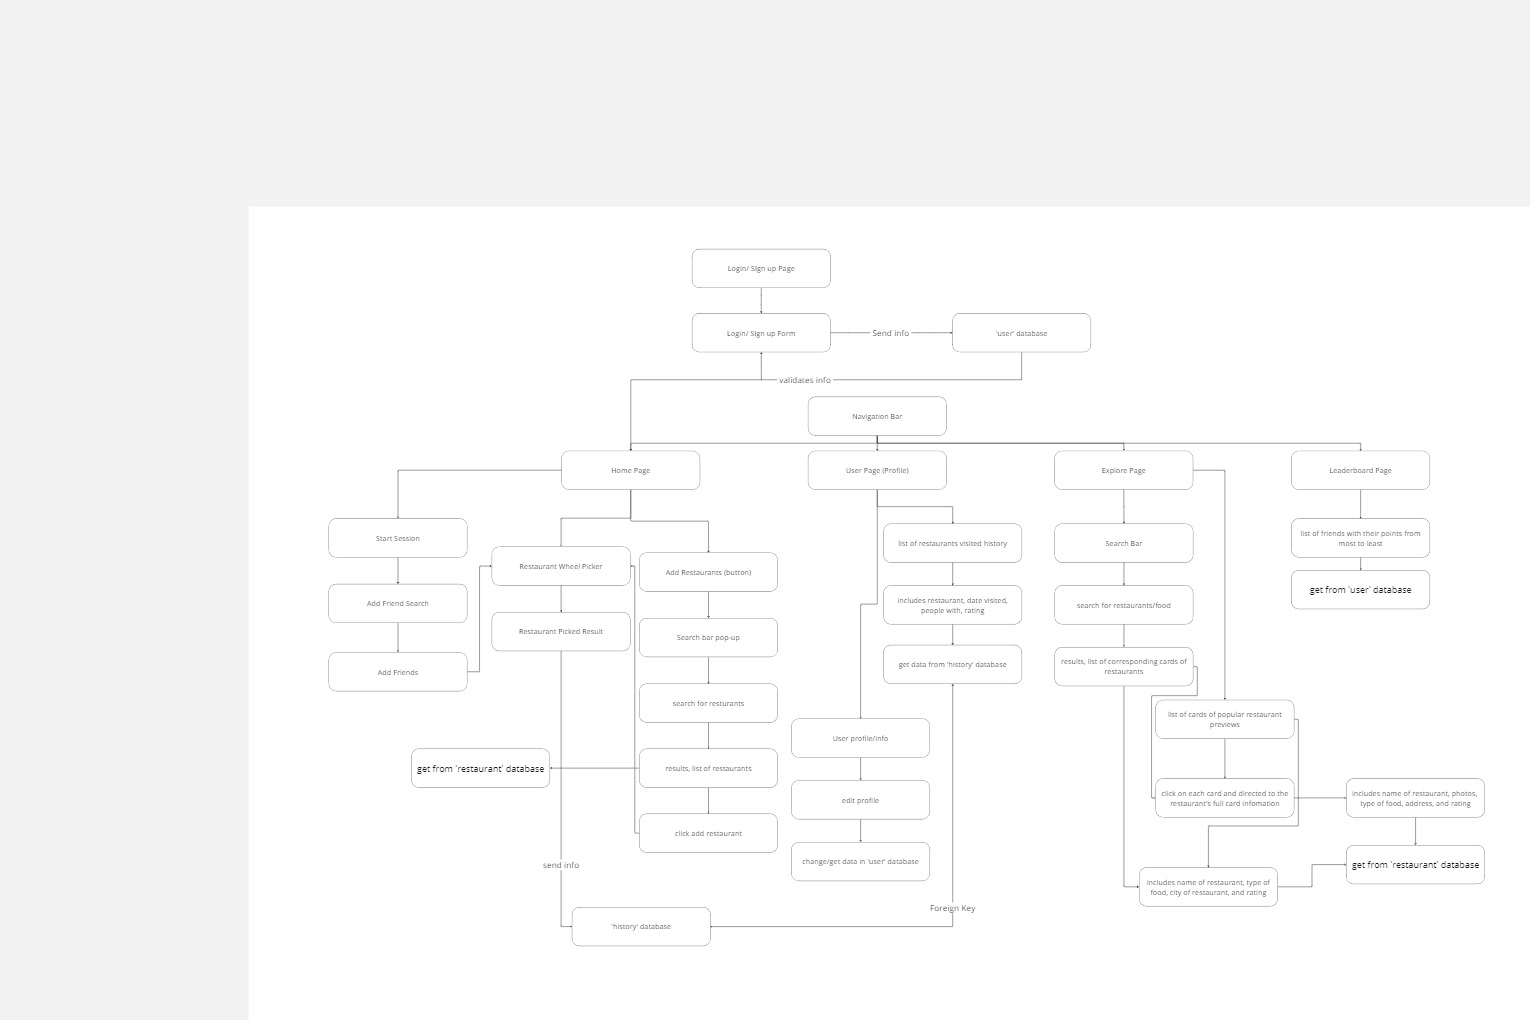 Login/ Sign up Page
Login/ Sign up Form
Send info
'user' database
validates info
Navigation Bar
Home Page
User Page (Profile)
Explore Page
Leaderboard Page
Start Session
Add Friend Search
Add Friends
Restaurant Wheel Picker
Restaurant Picked Result
Add Restaurants (button)
Search bar pop-up
search for resturants
results, list of restaurants
get from 'restaurant' database
click add restaurant
send info
'history' database
list of restaurants visited history
includes restaurant, date visited,
people with, rating
get data from 'history' database
Foreign Key
User profile/info
edit profile
change/get data in 'user' database
Search Bar
search for restaurants/food
results, list of corresponding cards of
restaurants
list of cards of popular restaurant
previews
click on each card and directed to the
restaurant's full card infomation
includes name of restaurant, photos,
type of food, address, and rating
includes name of restaurant, type of
food, city of restaurant, and rating
get from 'restaurant' database
list of friends with their points from
most to least
get from 'user' database